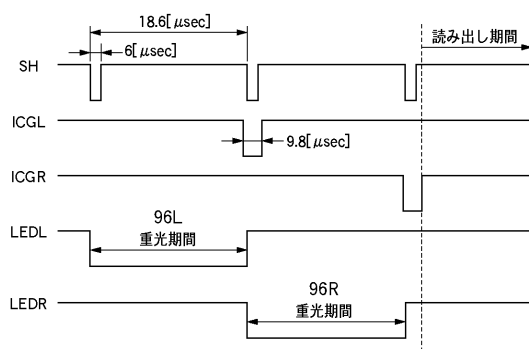 18.6[μsec]
読み出し期間
6[μsec]
SH
ICGL
9.8[μsec]
ICGR
96L
LEDL
重光期間
96R
LEDR
重光期間